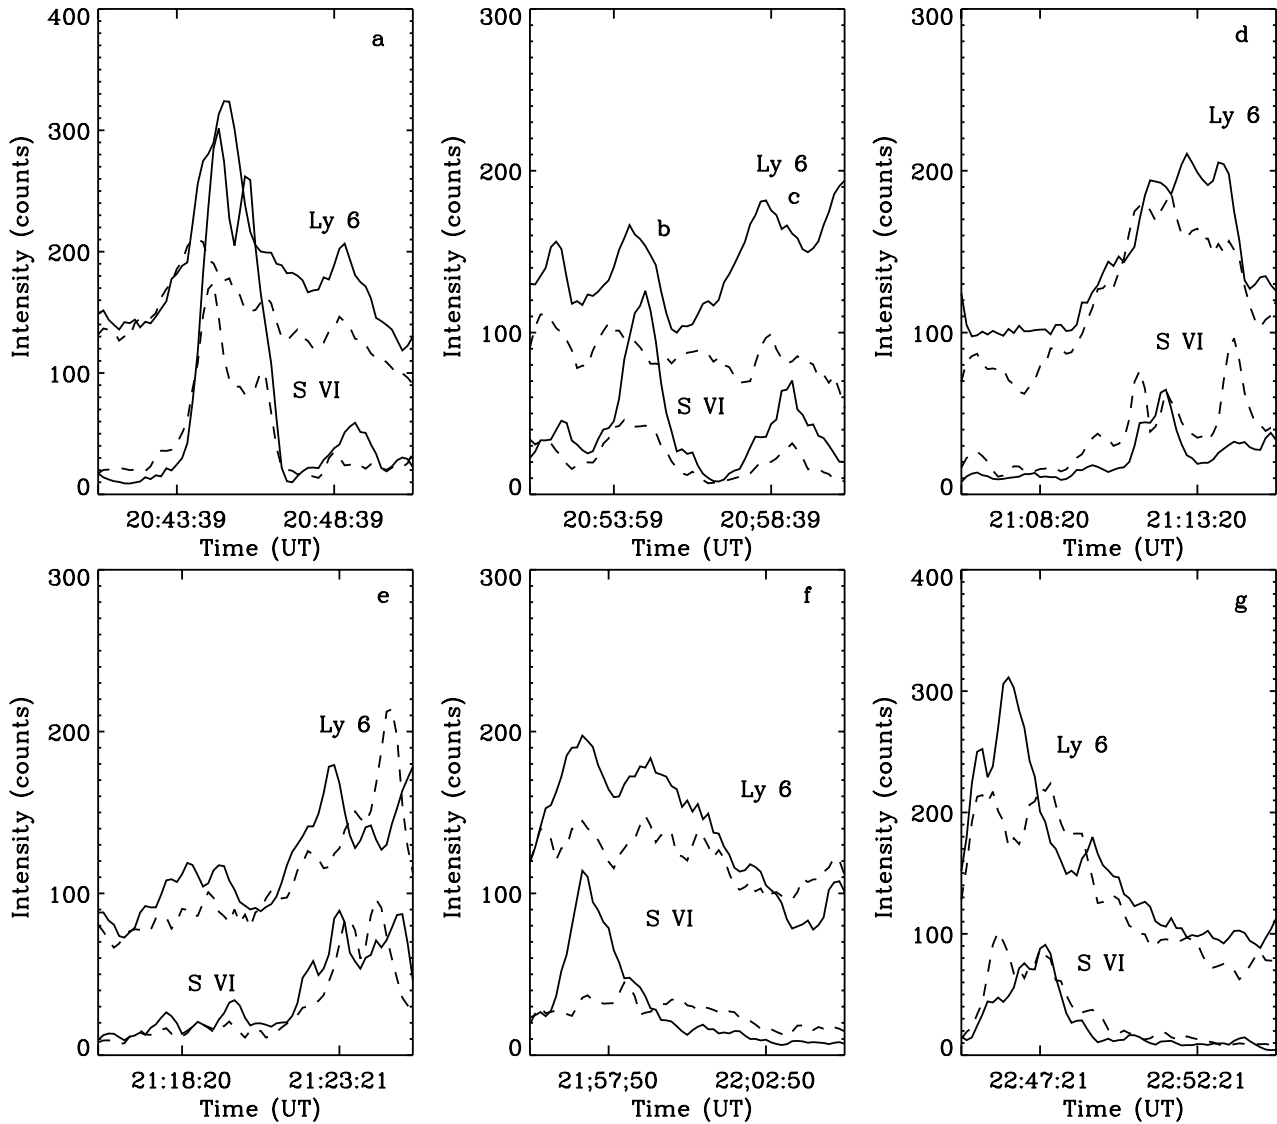 400
300
200
100
0
Intensity (counts)
a
Ly 6
S VI
20:43:39 20:48:39
Time (UT)
300
200
100
0
Intensity (counts)
Ly 6
c
b
S VI
20:53:59 20;58:39
Time (UT)
300
200
100
0
Intensity (counts)
d
Ly 6
S VI
21:08:20 21:13:20
Time (UT)
300
200
100
0
Intensity (counts)
e
Ly 6
S VI
21:18:20 21:23:21
Time (UT)
300
200
100
0
Intensity (counts)
f
Ly 6
S VI
21;57;50 22;02:50
Time (UT)
400
300
200
100
0
Intensity (counts)
g
Ly 6
S VI
22:47:21 22:52:21
Time (UT)